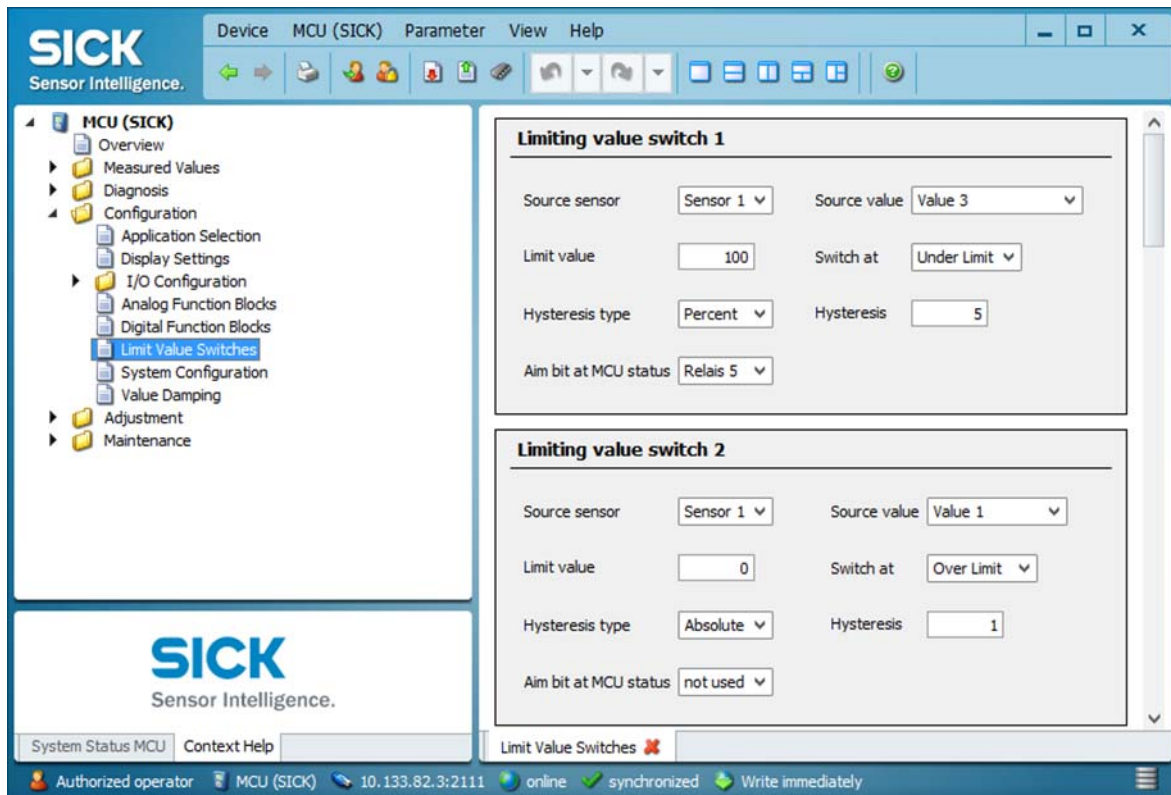 SICK
Sensor Intelligence.
Device MCU (SICK) Parameter View Help
MCU (SICK)
Overview
Measured Values
Diagnosis
Configuration
Application Selection
Display Settings
I/O Configuration
Analog Function Blocks
Digital Function Blocks
Limit Value Switches
System Configuration
Value Damping
Adjustment
Maintenance
SICK
Sensor Intelligence.
System Status MCU Context Help
Limiting value switch 1
Source sensor Sensor 1 Source value Value 3
Limit value 100 Switch at Under Limit
Hysteresis type Percent Hysteresis 5
Aim bit at MCU status Relais 5
Limiting value switch 2
Source sensor Sensor 1 Source value Value 1
Limit value 0 Switch at Over Limit
Hysteresis type Absolute Hysteresis 1
Aim bit at MCU status not used
Limit Value Switches
Authorized operator MCU (SICK) 10.133.82.3:2111 online synchronized Write immediately